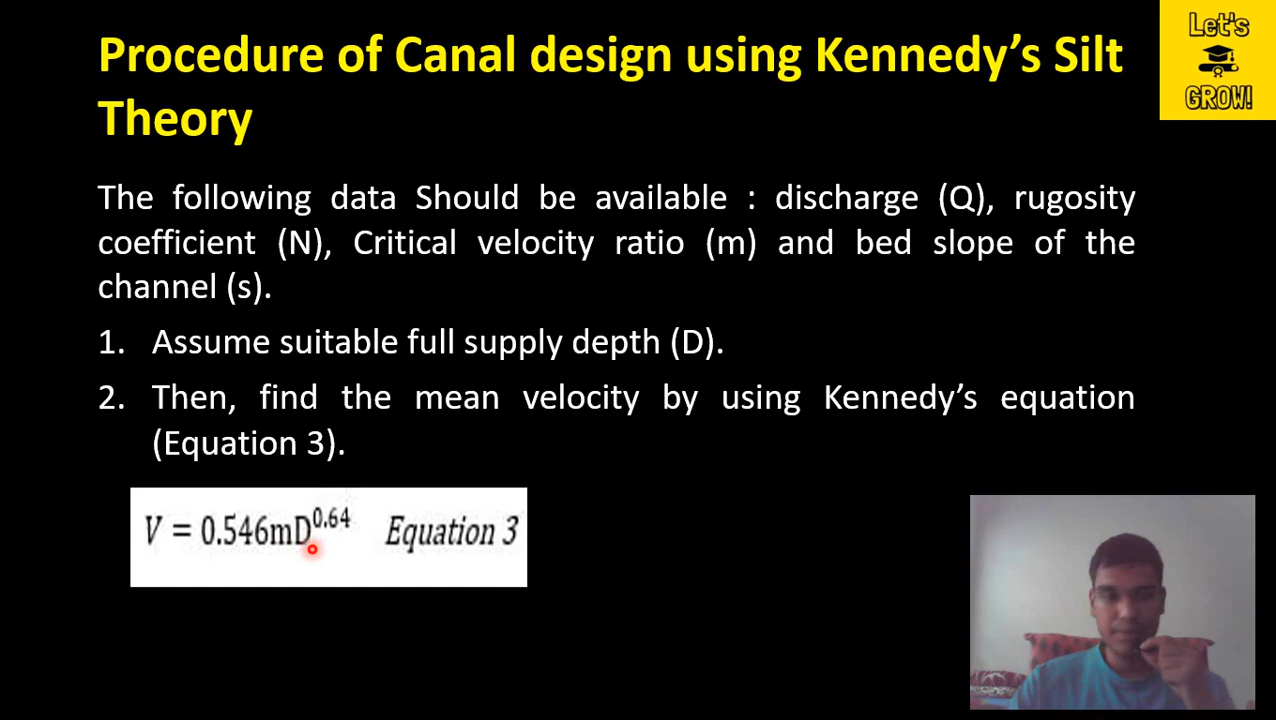 Procedure of Canal design using Kennedy’s Silt
Theory
Let's
GROW!
The following data Should be available : discharge (Q), rugosity
coefficient (N), Critical velocity ratio (m) and bed slope of the
channel (s).
1. Assume suitable full supply depth (D).
2. Then, find the mean velocity by using Kennedy’s equation
(Equation 3).
V = 0.546mD^0.64 Equation 3